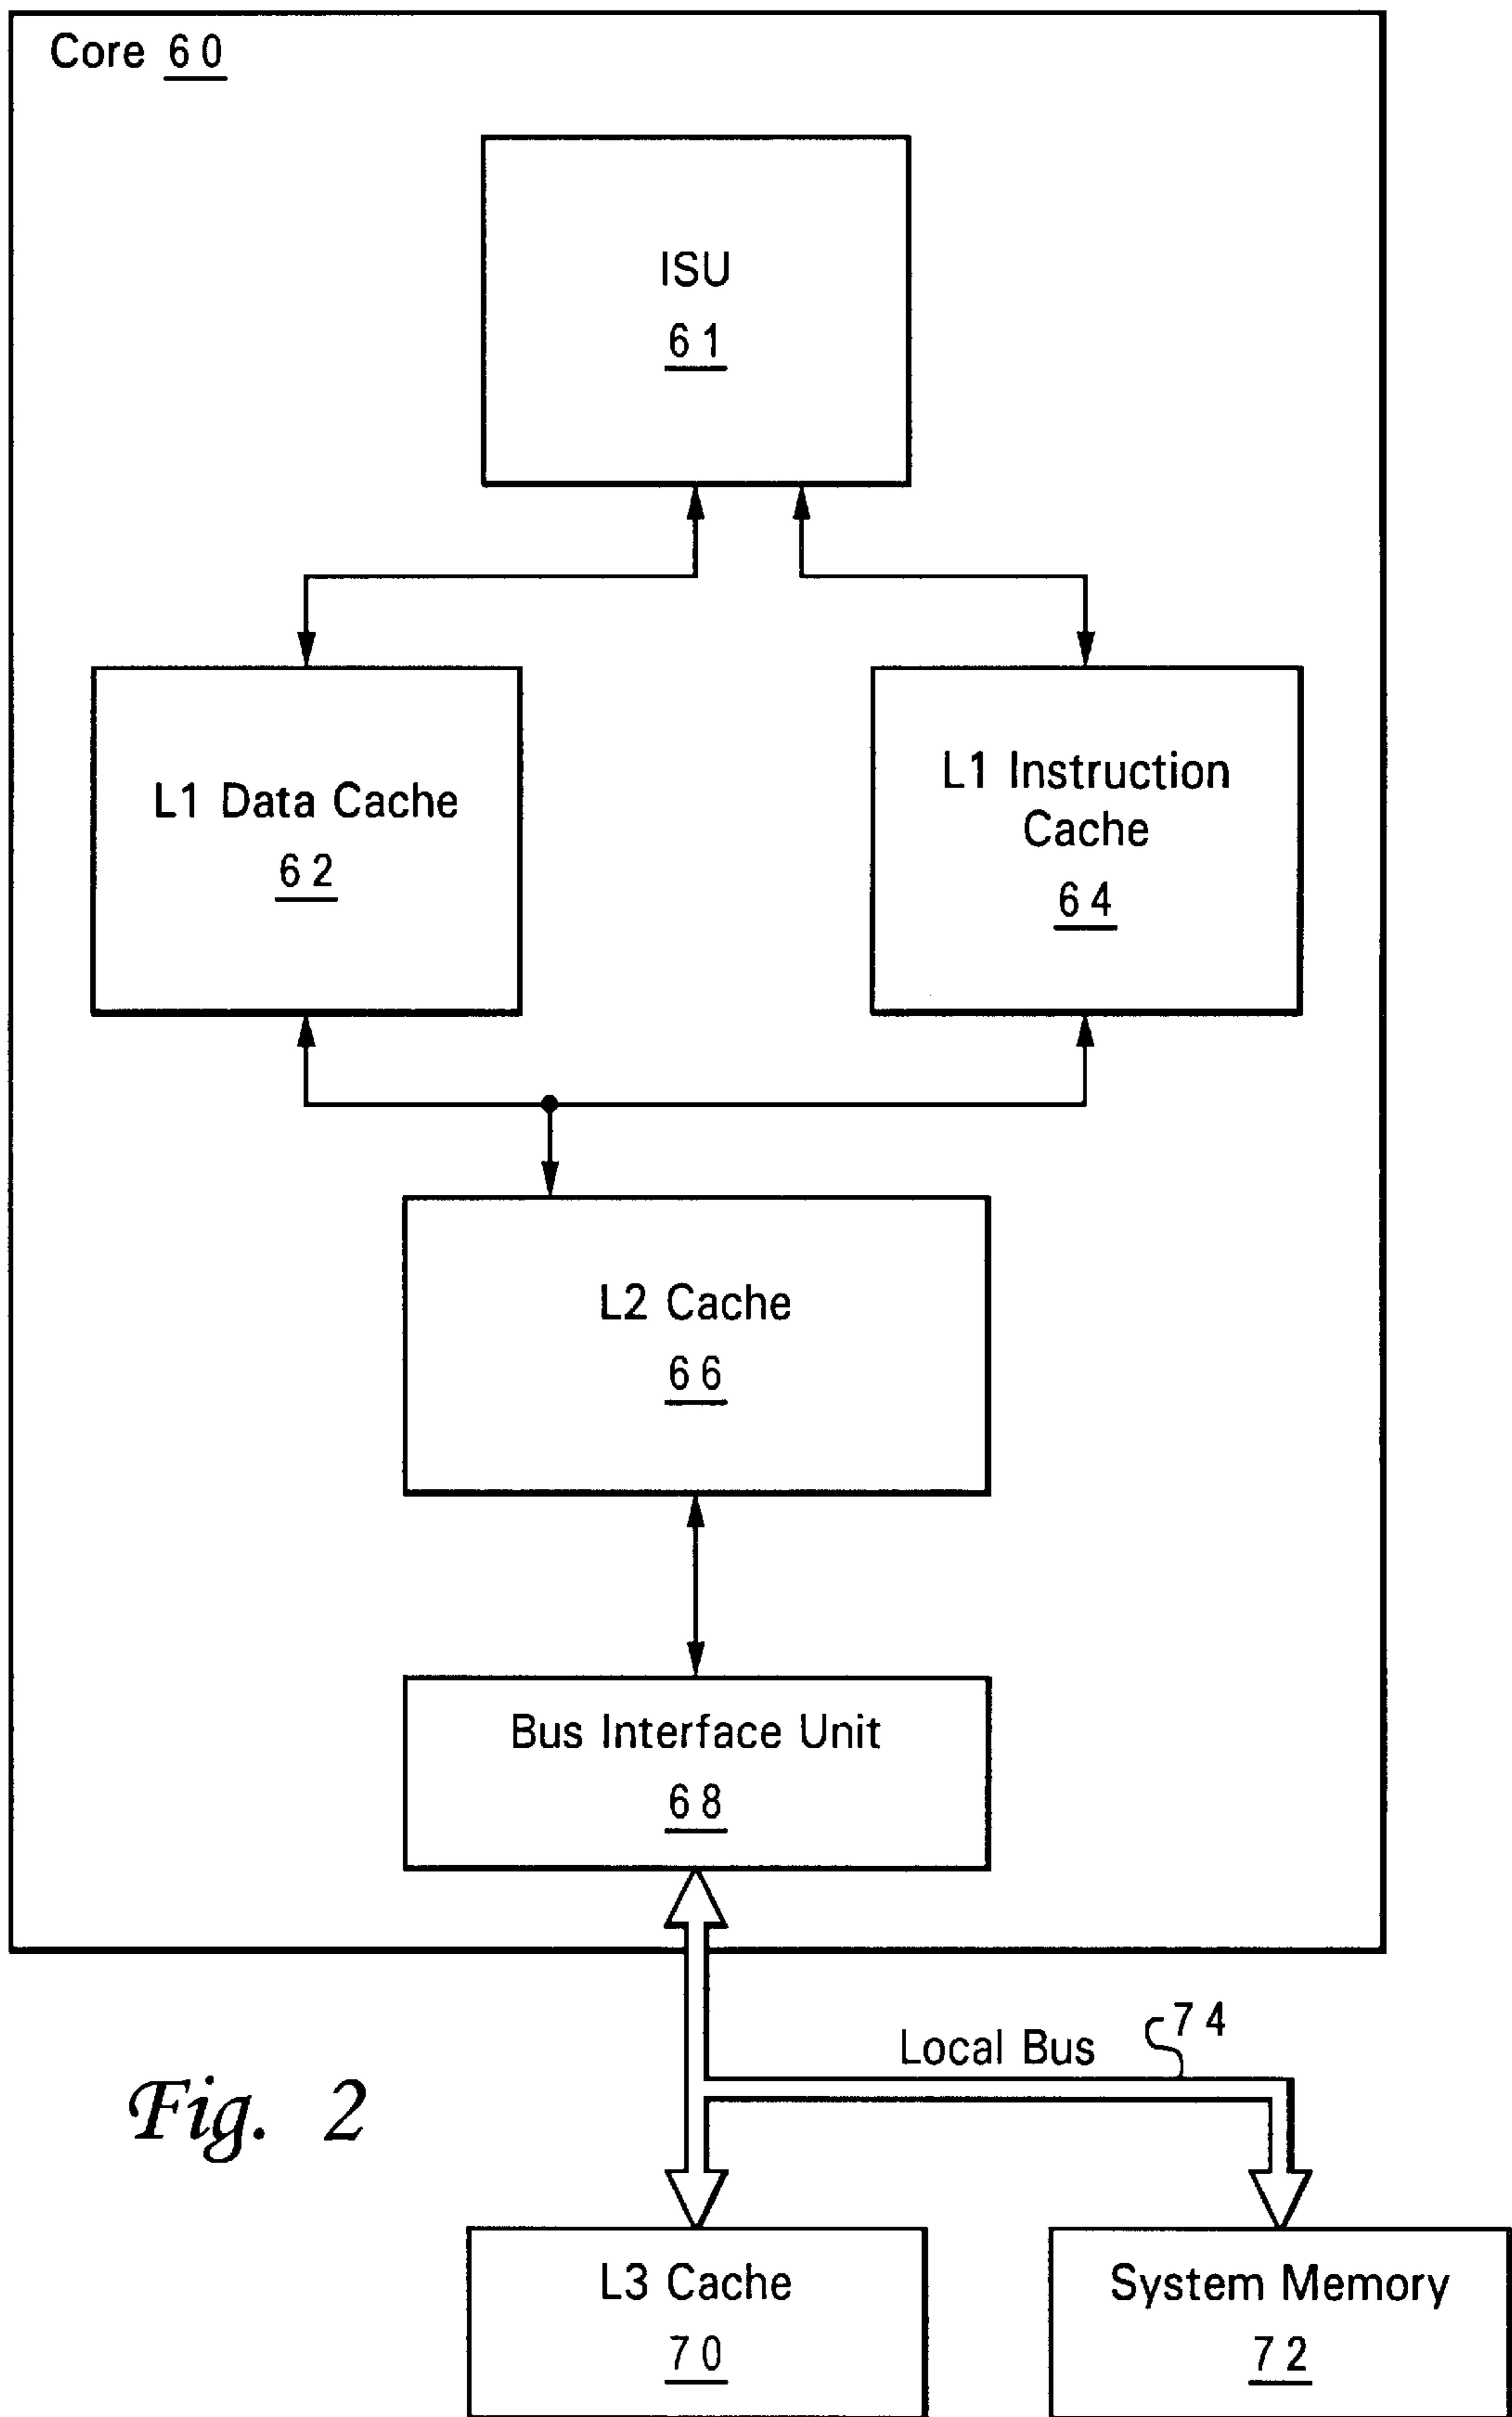 Core 60
ISU
61
L1 Data Cache
62
L1 Instruction
Cache
64
L2 Cache
66
Bus Interface Unit
68
Local Bus
74
Fig. 2
L3 Cache
70
System Memory
72